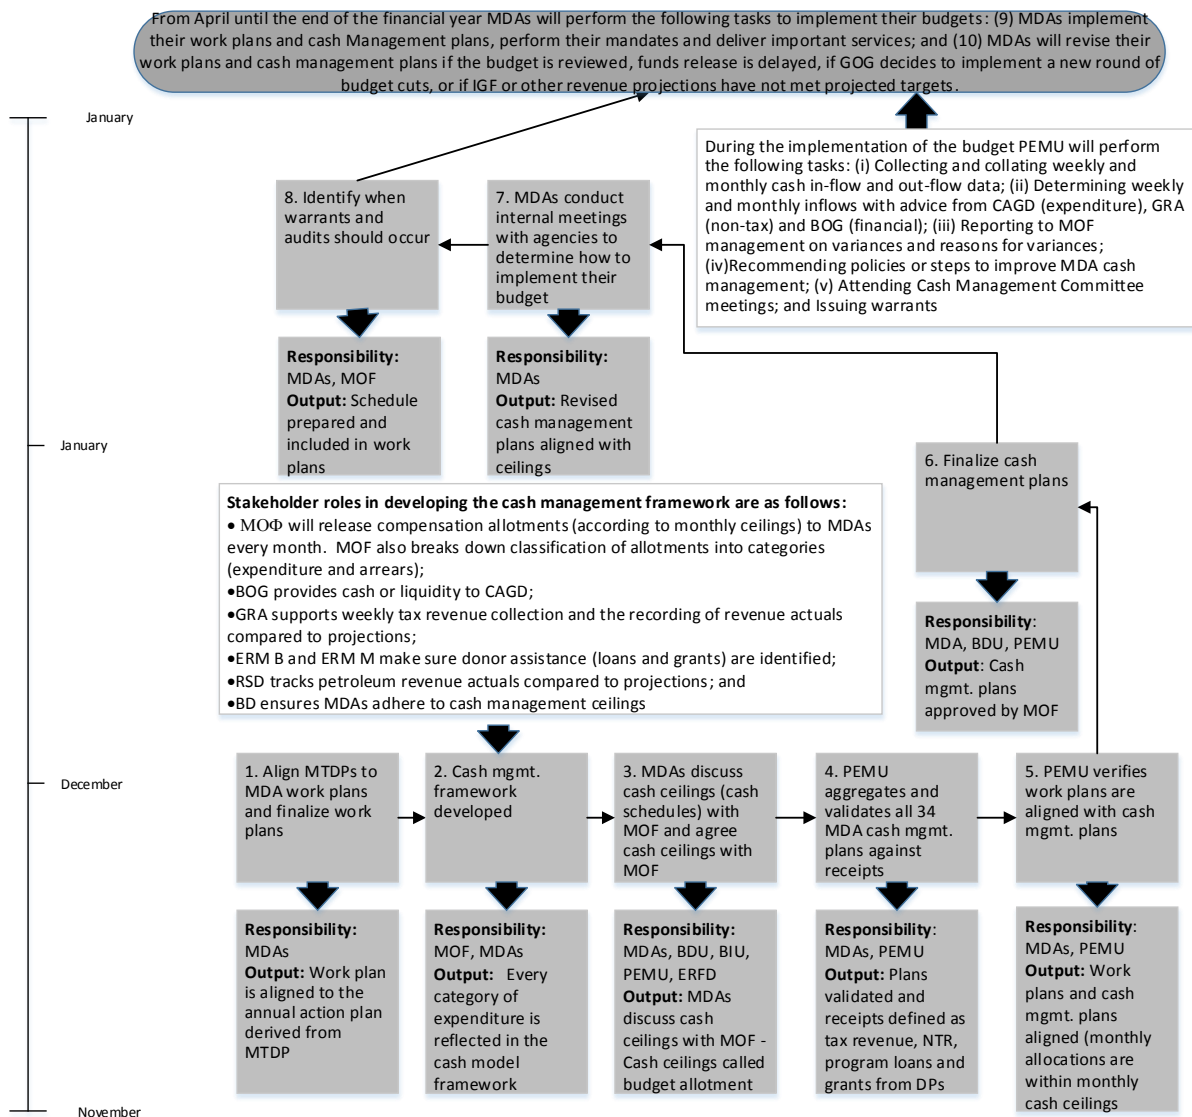 From April until the end of the financial year MDAs will perform the following tasks to implement their budgets: (9) MDAs implement
their work plans and cash Management plans, perform their mandates and deliver important services; and (10) MDAs will revise their
work plans and cash management plans if the budget is reviewed, funds release is delayed, if GOG decides to implement a new round of
budget cuts, or if IGF or other revenue projections have not met projected targets.
January
During the implementation of the budget PEMU will perform
the following tasks: (i) Collecting and collating weekly and
monthly cash in-flow and out-flow data; (ii) Determining weekly
and monthly inflows with advice from CAGD (expenditure), GRA
(non-tax) and BOG (financial); (iii) Reporting to MOF
management on variances and reasons for variances;
(iv)Recommending policies or steps to improve MDA cash
management; (v) Attending Cash Management Committee
meetings; and Issuing warrants
8. Identify when
warrants and
audits should occur
7. MDAs conduct
internal meetings
with agencies to
determine how to
implement their
budget
Responsibility:
MDAs, MOF
Output: Schedule
prepared and
included in work
plans
Responsibility:
MDAs
Output: Revised
cash management
plans aligned with
ceilings
January
6. Finalize cash
management plans
Responsibility:
MDA, BDU, PEMU
Output: Cash
mgmt. plans
approved by MOF
Stakeholder roles in developing the cash management framework are as follows:
• ΜΟΦ will release compensation allotments (according to monthly ceilings) to MDAs
every month. MOF also breaks down classification of allotments into categories
(expenditure and arrears);
•BOG provides cash or liquidity to CAGD;
•GRA supports weekly tax revenue collection and the recording of revenue actuals
compared to projections;
•ERM B and ERM M make sure donor assistance (loans and grants) are identified;
•RSD tracks petroleum revenue actuals compared to projections; and
•BD ensures MDAs adhere to cash management ceilings
December
1. Align MTDPs to
MDA work plans
and finalize work
plans
2. Cash mgmt.
framework
developed
3. MDAs discuss
cash ceilings (cash
schedules) with
MOF and agree
cash ceilings with
MOF
4. PEMU
aggregates and
validates all 34
MDA cash mgmt.
plans against
receipts
5. PEMU verifies
work plans are
aligned with cash
mgmt. plans
Responsibility:
MDAs
Output: Work plan
is aligned to the
annual action plan
derived from
MTDP
Responsibility:
MOF, MDAs
Output: Every
category of
expenditure is
reflected in the
cash model
framework
Responsibility:
MDAs, BDU, BIU,
PEMU, ERFD
Output: MDAs
discuss cash
ceilings with MOF -
Cash ceilings called
budget allotment
Responsibility:
MDAs, PEMU
Output: Plans
validated and
receipts defined as
tax revenue, NTR,
program loans and
grants from DPs
Responsibility:
MDAs, PEMU
Output: Work
plans and cash
mgmt. plans
aligned (monthly
allocations are
within monthly
cash ceilings
November